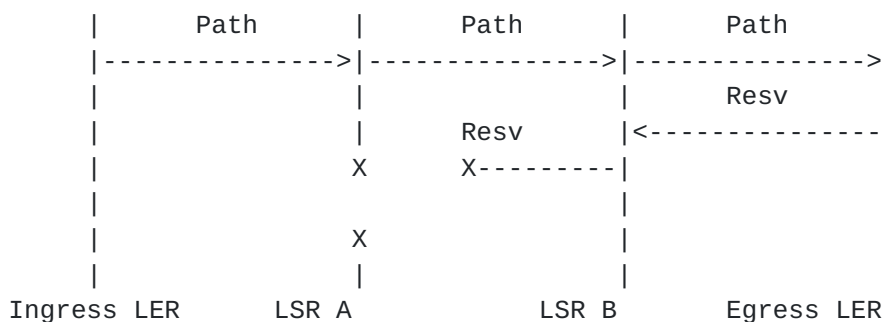 Path Path Path
Resv
Resv
X X
X
Ingress LER LSR A LSR B Egress LER